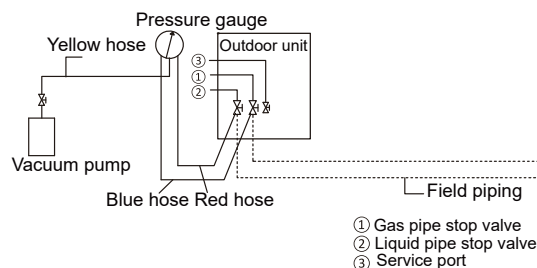 Pressure gauge
Yellow hose
Outdoor unit
③
①
②
Vacuum pump
Blue hose Red hose
Field piping
① Gas pipe stop valve
② Liquid pipe stop valve
③ Service port